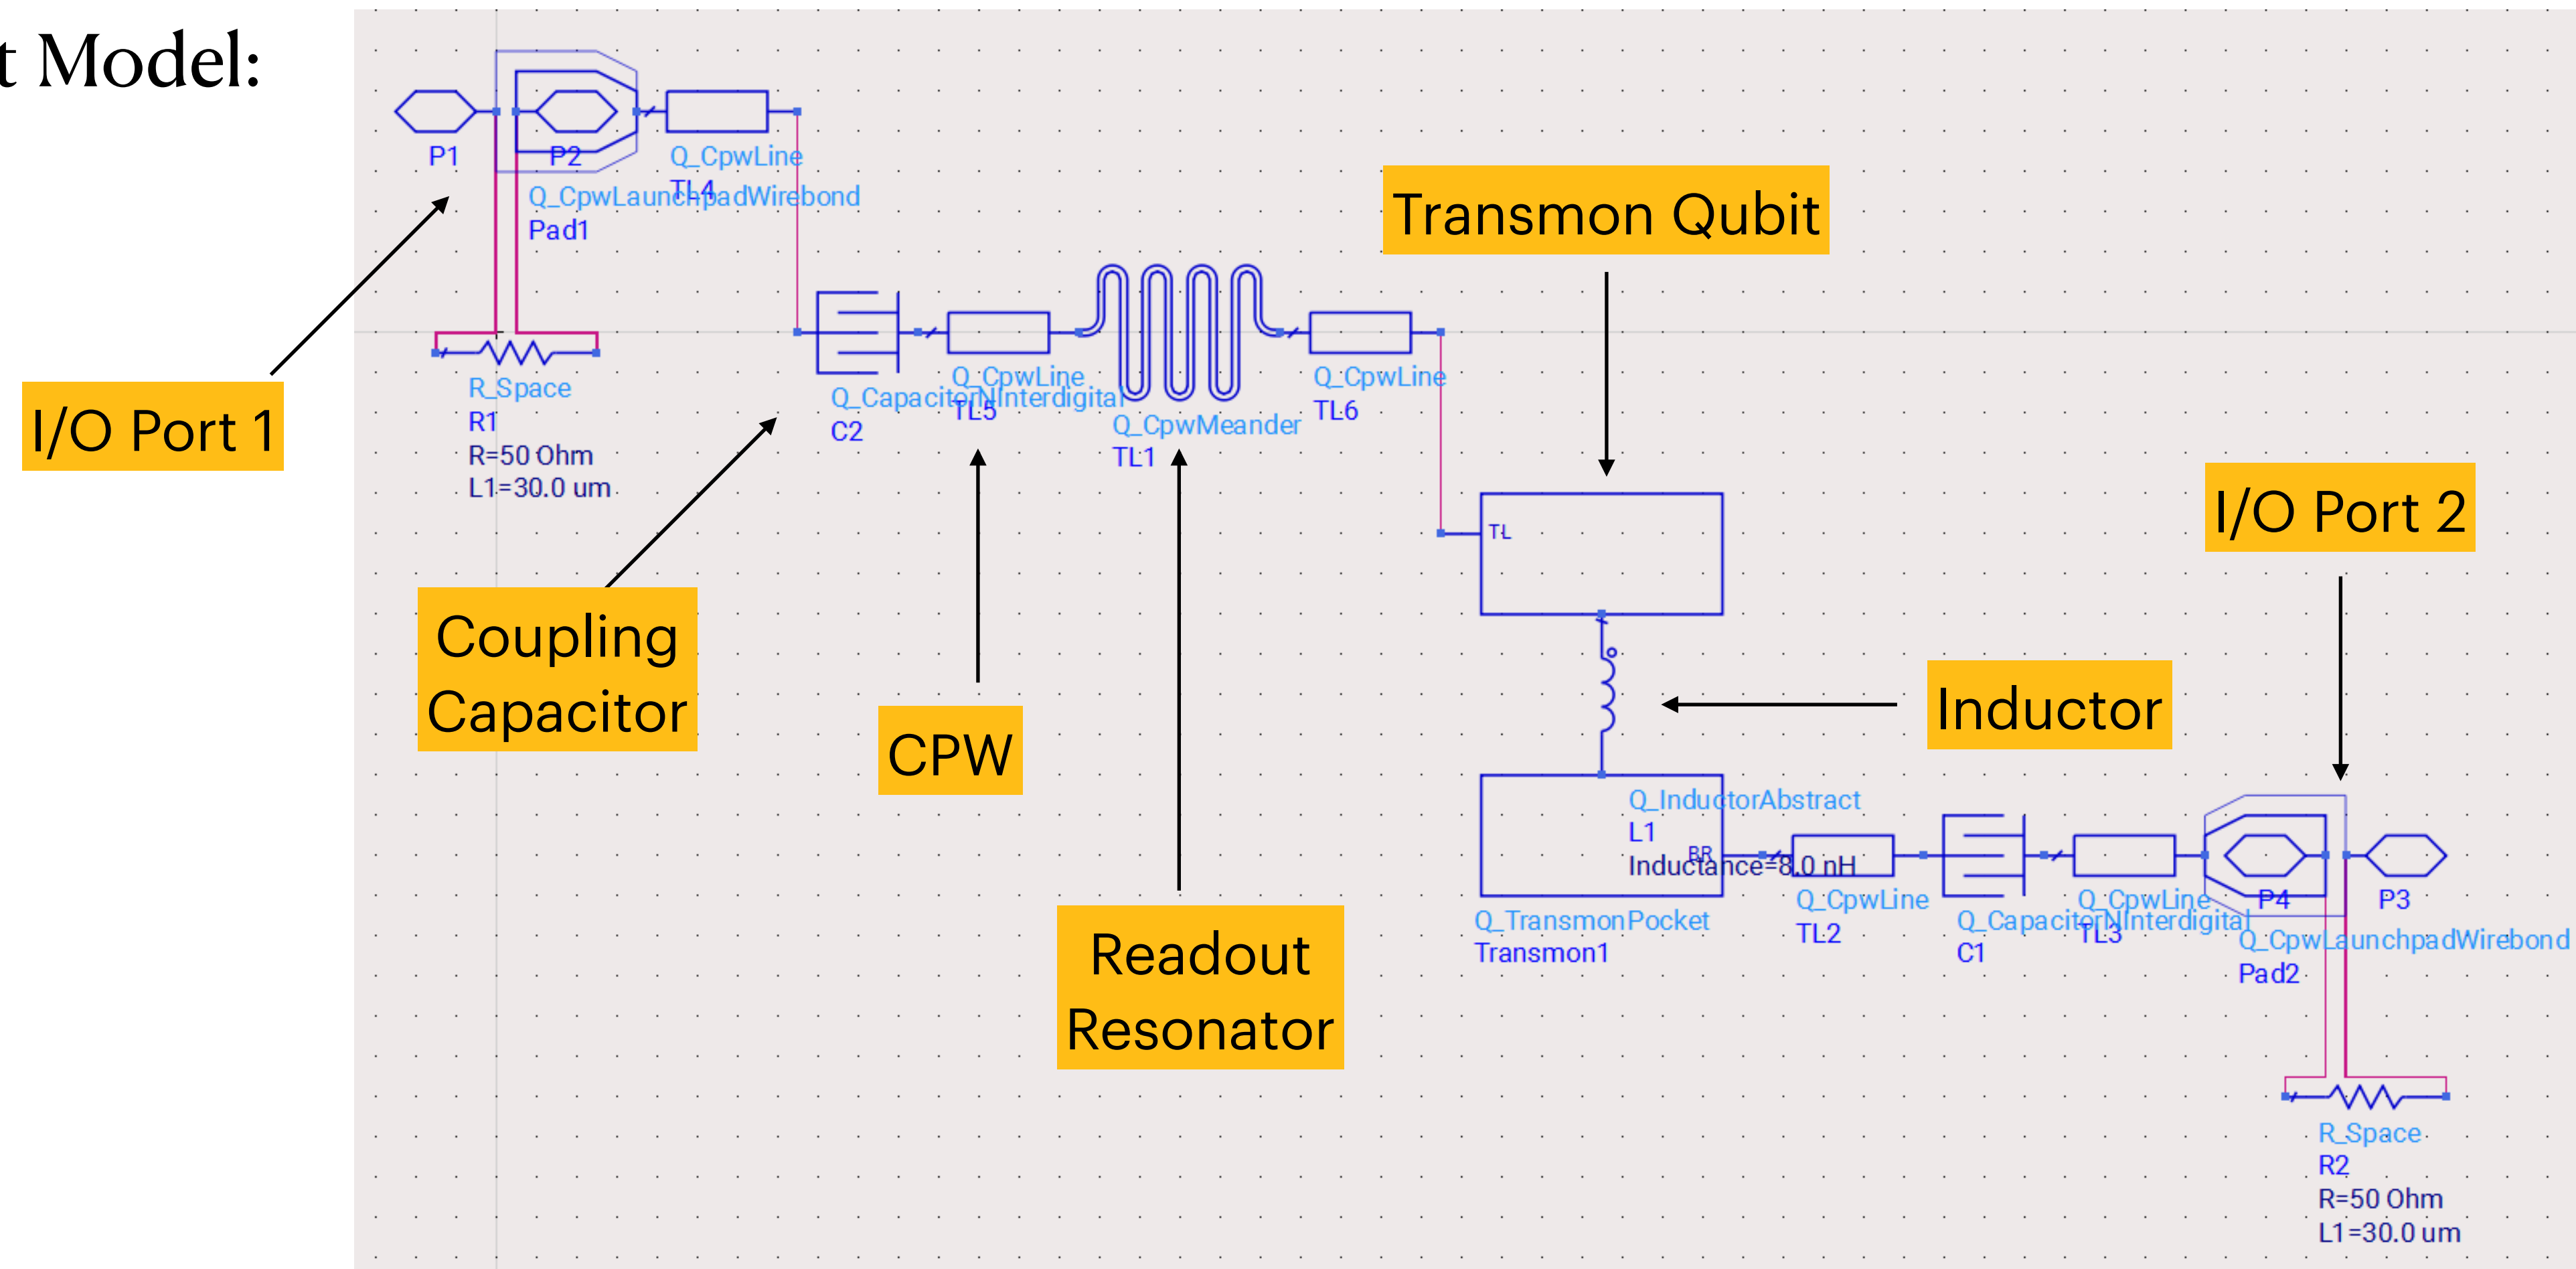 t Model:
P1
P2
Q_CpwLine
TL4
Q_CpwLaunchpadWirebond
Pad1
Transmon Qubit
R_Space
R1
R=50 Ohm
L1=30.0 um
I/O Port 1
Q_CapacitorNInterdigital
C2
Q_CpwLine
TL5
Q_CpwMeander
TL1
Q_CpwLine
TL6
TL
I/O Port 2
Coupling
Capacitor
CPW
Inductor
Readout
Resonator
Q_InductorAbstract
L1
Inductance=8.0 nH
BR
Q_TransmonPocket
Transmon1
Q_CpwLine
TL2
Q_CapacitorNInterdigital
C1
Q_CpwLine
TL3
P4
P3
Q_CpwLaunchpadWirebond
Pad2
R_Space
R2
R=50 Ohm
L1=30.0 um